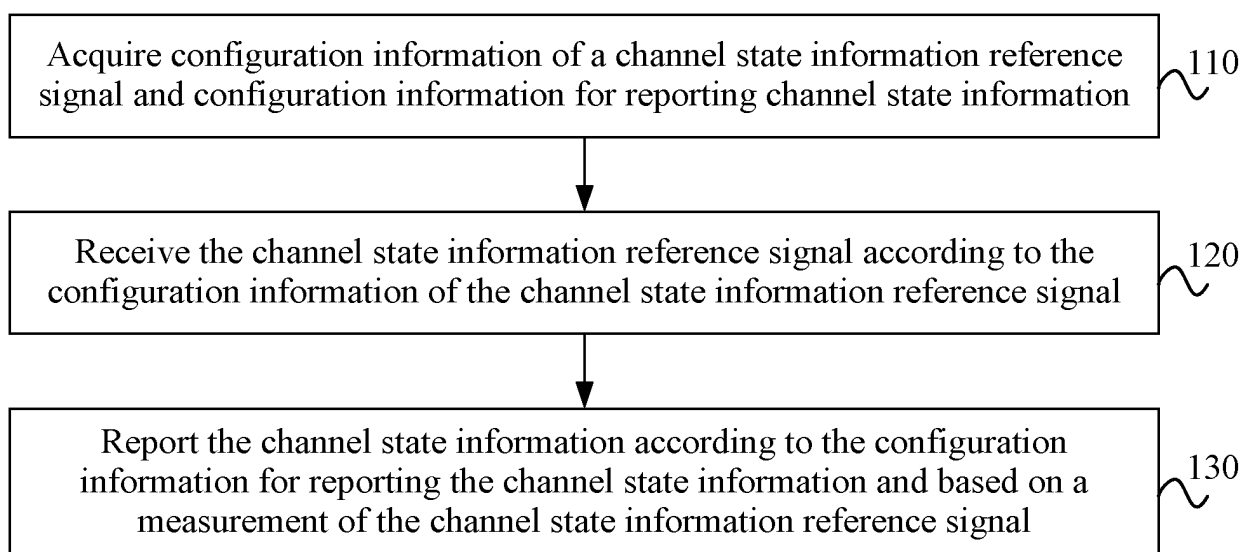 Acquire configuration information of a channel state information reference
signal and configuration information for reporting channel state information
110
Receive the channel state information reference signal according to the
configuration information of the channel state information reference signal
120
Report the channel state information according to the configuration
information for reporting the channel state information and based on a
measurement of the channel state information reference signal
130